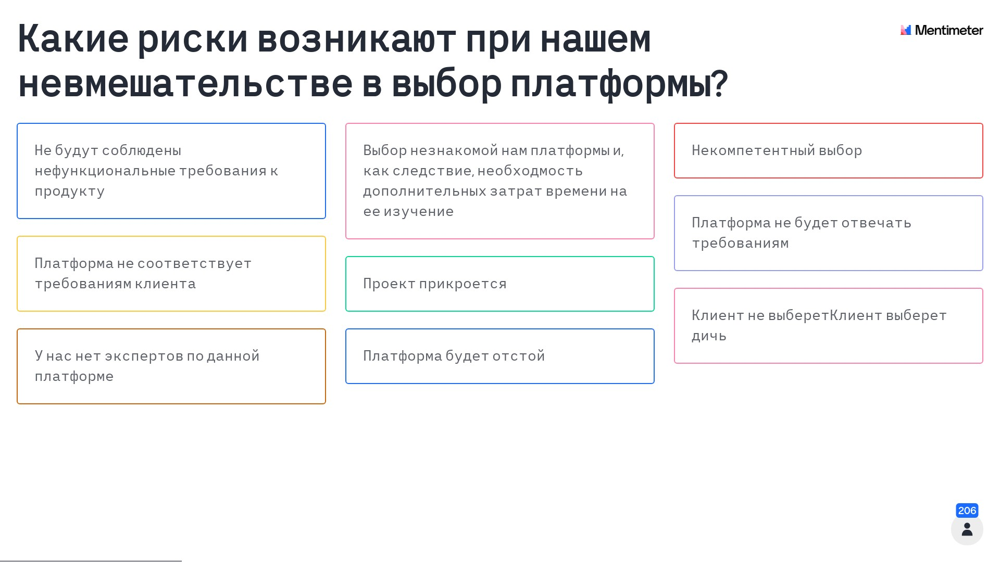 Какие риски возникают при нашем
невмешательстве в выбор платформы?
Mentimeter
Не будут соблюдены
нефункциональные требования к
продукту
Платформа не соответствует
требованиям клиента
У нас нет экспертов по данной
платформе
Выбор незнакомой нам платформы и,
как следствие, необходмость
дополнительных затрат времени на
ее изучение
Проект прикроется
Платформа будет отстой
Некомпетентный выбор
Платформа не будет отвечать
требованиям
Клиент не выберетКлиент выберет
дичь
206